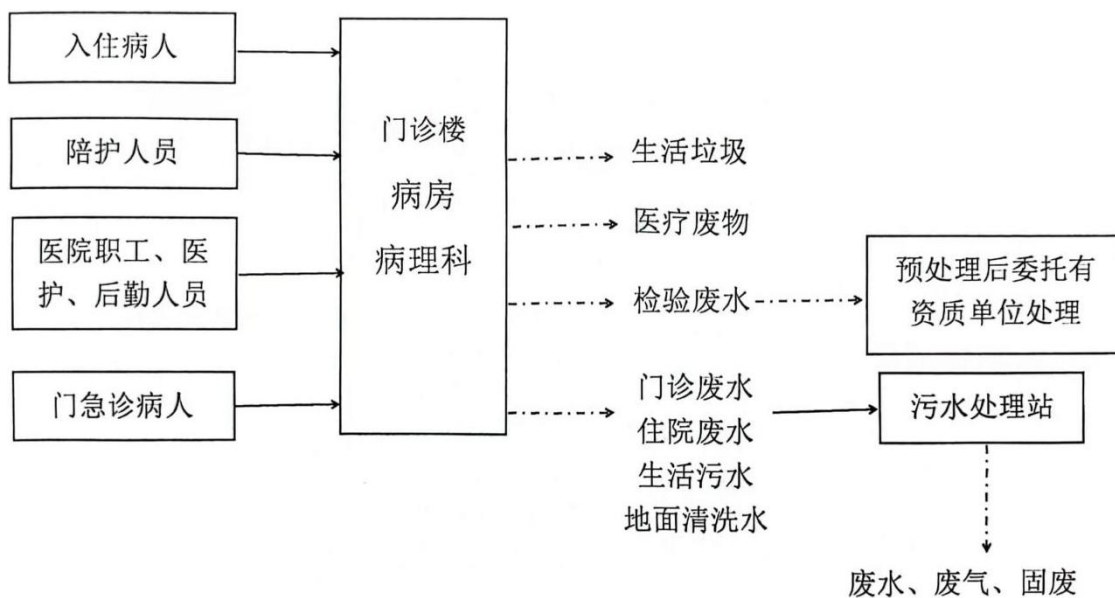 入住病人
陪护人员
医院职工、医
护、后勤人员
门急诊病人
门诊楼
病房
病理科
生活垃圾
医疗废物
检验废水
预处理后委托有
资质单位处理
门诊废水
住院废水
生活污水
地面清洗水
污水处理站
废水、废气、固废